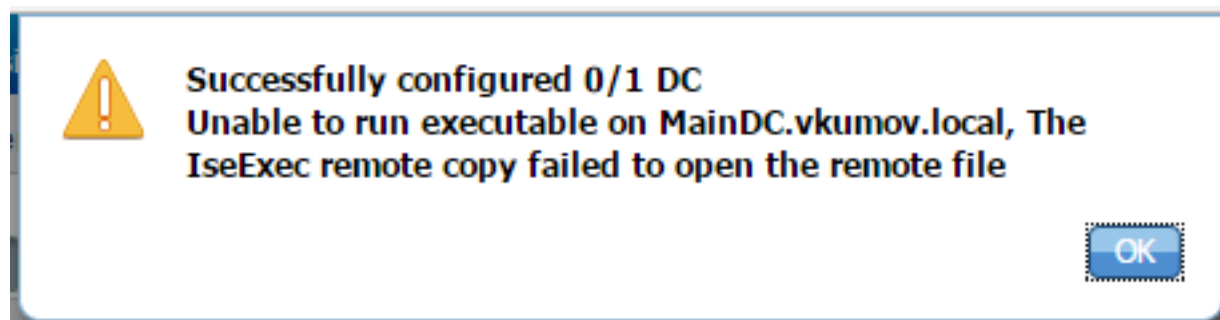 Successfully configured 0/1 DC
Unable to run executable on MainDC.vkumov.local, The
IseExec remote copy failed to open the remote file
OK